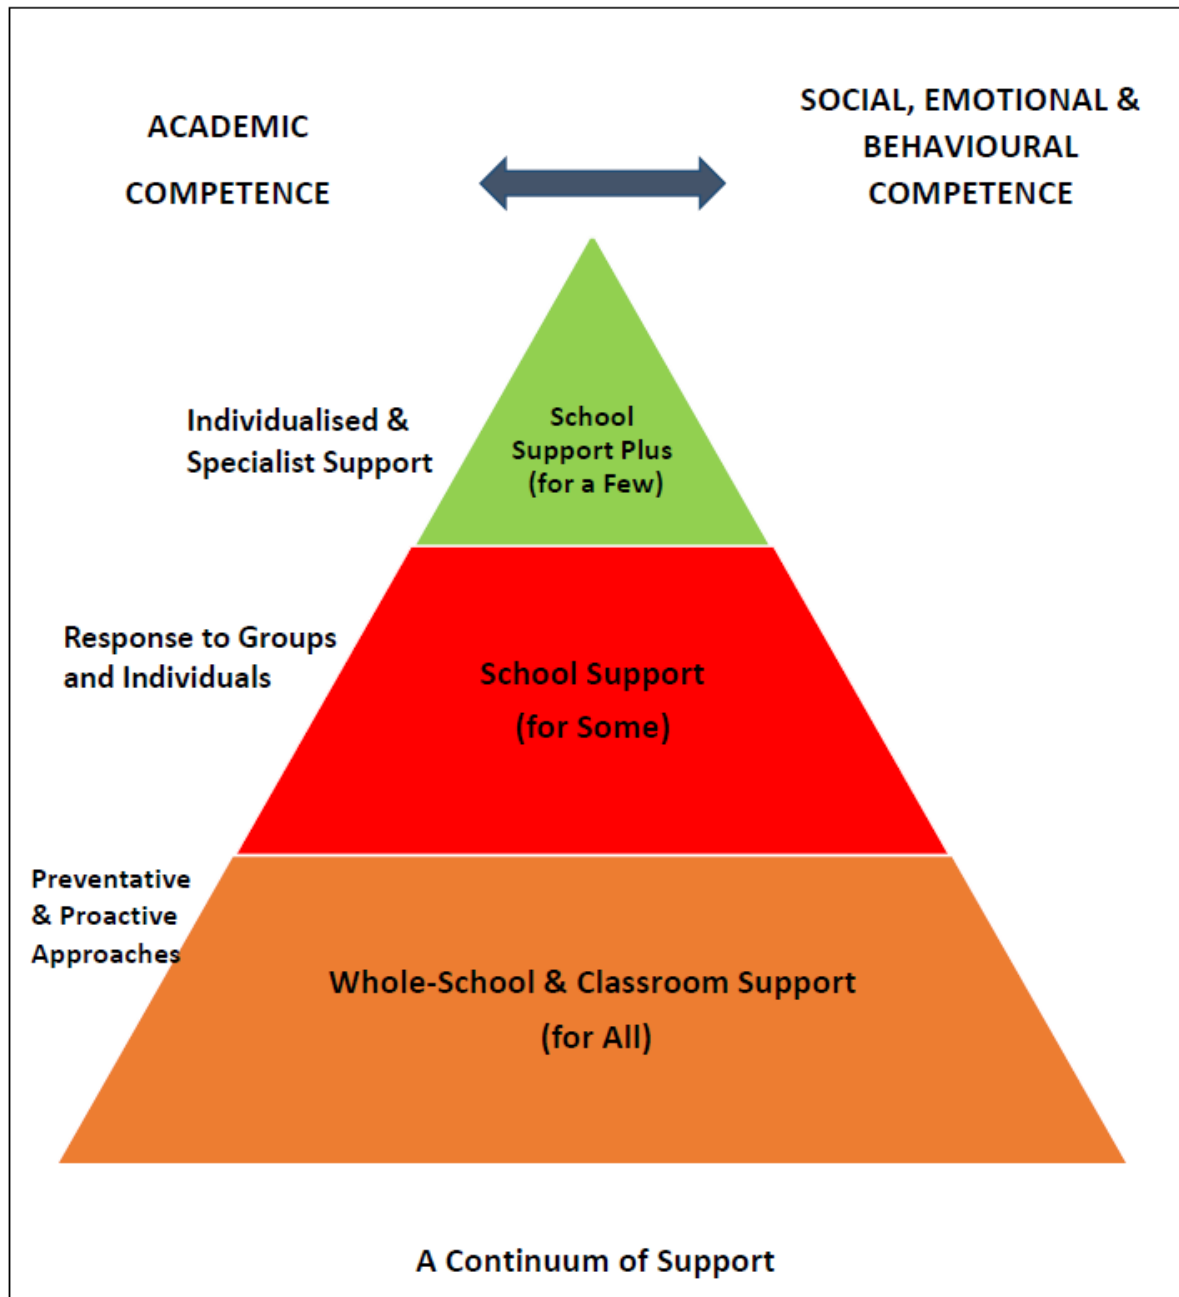 ACADEMIC
COMPETENCE
SOCIAL, EMOTIONAL &
BEHAVIOURAL
COMPETENCE
Individualised &
Specialist Support
School
Support Plus
(for a Few)
Response to Groups
and Individuals
School Support
(for Some)
Preventative
& Proactive
Approaches
Whole-School & Classroom Support
(for All)
A Continuum of Support